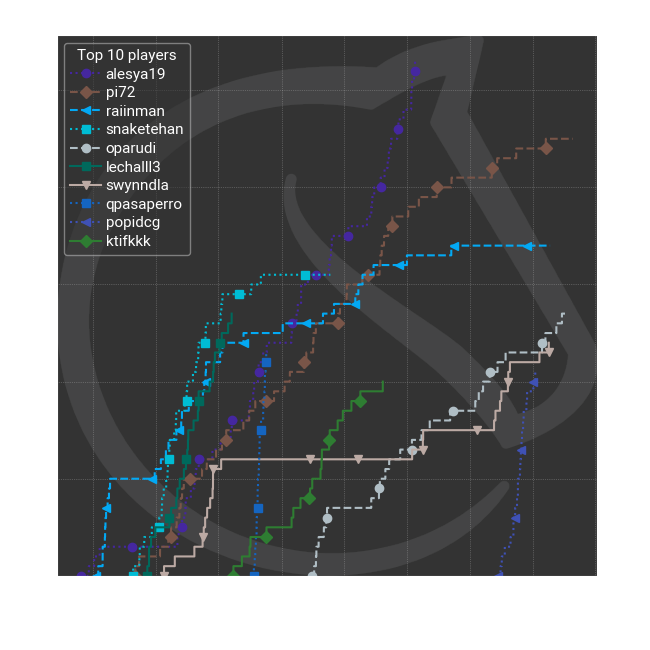 Top 10 players
alesya19
pi72
raiinman
snaketehan
oparudi
lechalll3
swynndla
qpasaperro
popidcg
ktifkkk